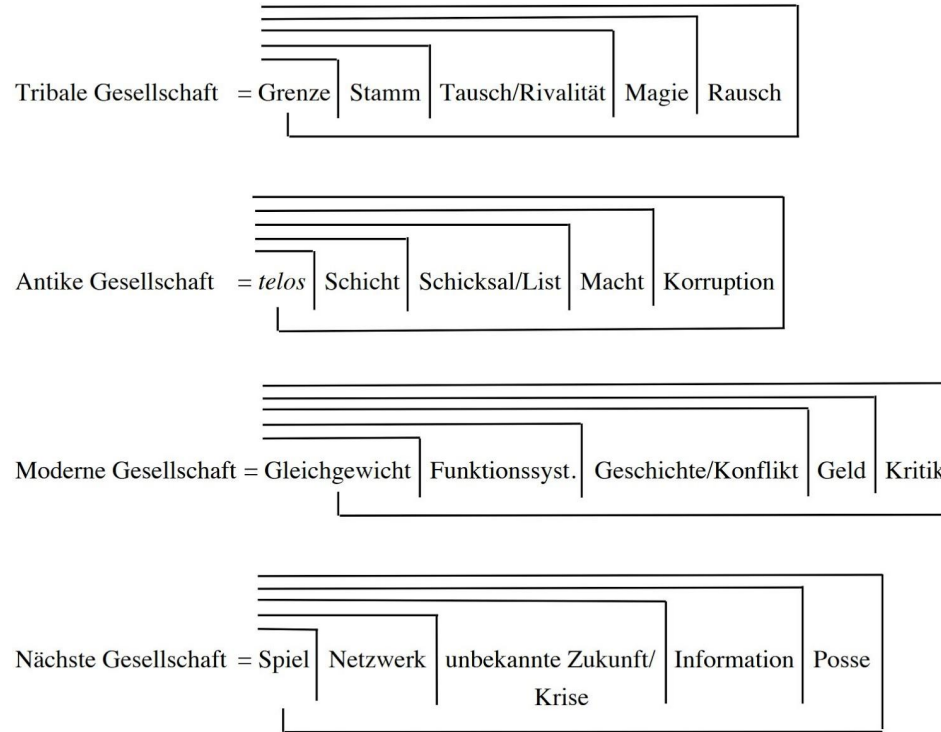 Tribale Gesellschaft = Grenze Stamm Tausch/Rivalität Magie Rausch
Antike Gesellschaft = telos Schicht Schicksal/List Macht Korruption
Moderne Gesellschaft = Gleichgewicht Funktionssyst. Geschichte/Konflikt Geld Kritik
Nächste Gesellschaft = Spiel Netzwerk unbekannte Zukunft/ Information Posse
Krise